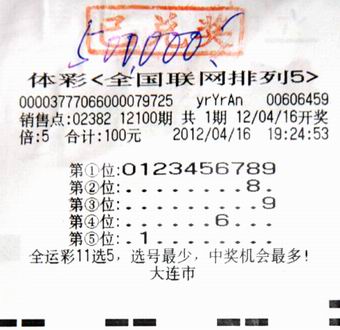 已兑奖
500,000
体彩<全国联网排列5>
00003777066000079725 yrYrAn 00606459
销售点:02382 12100期 共 1期 12/04/16开奖
倍:5 合计:100元 2012/04/16 19:24:53
第①位:0123456789
第②位:........8.
第③位:.........9
第④位:......6...
第⑤位:.1........
全运彩11选5，选号最少，中奖机会最多!
大连市